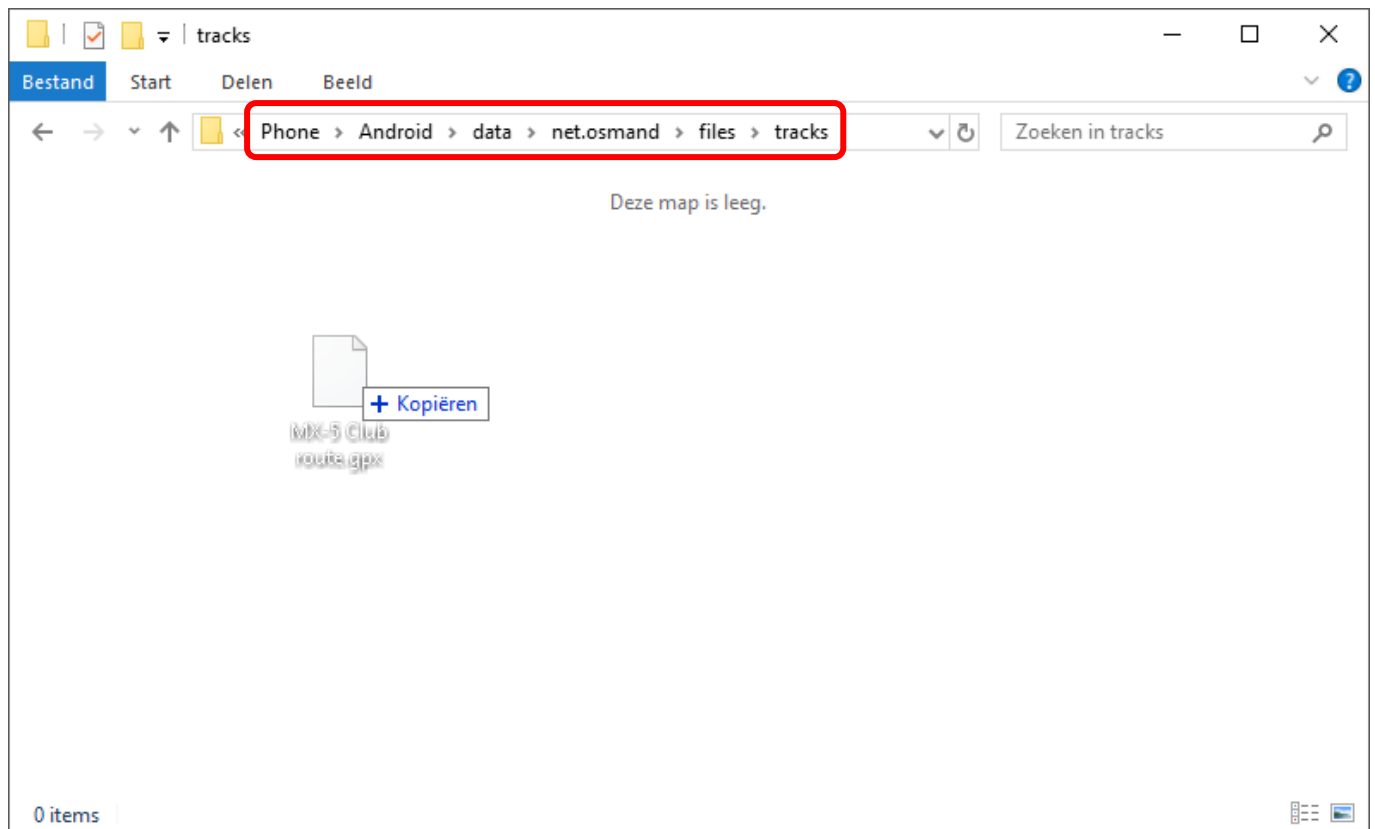 tracks
Bestand Start Delen Beeld ?
« Phone > Android > data > net.osmand > files > tracks Zoeken in tracks
Deze map is leeg.
+ Kopiëren
MX-5 Club
route.gpx
0 items